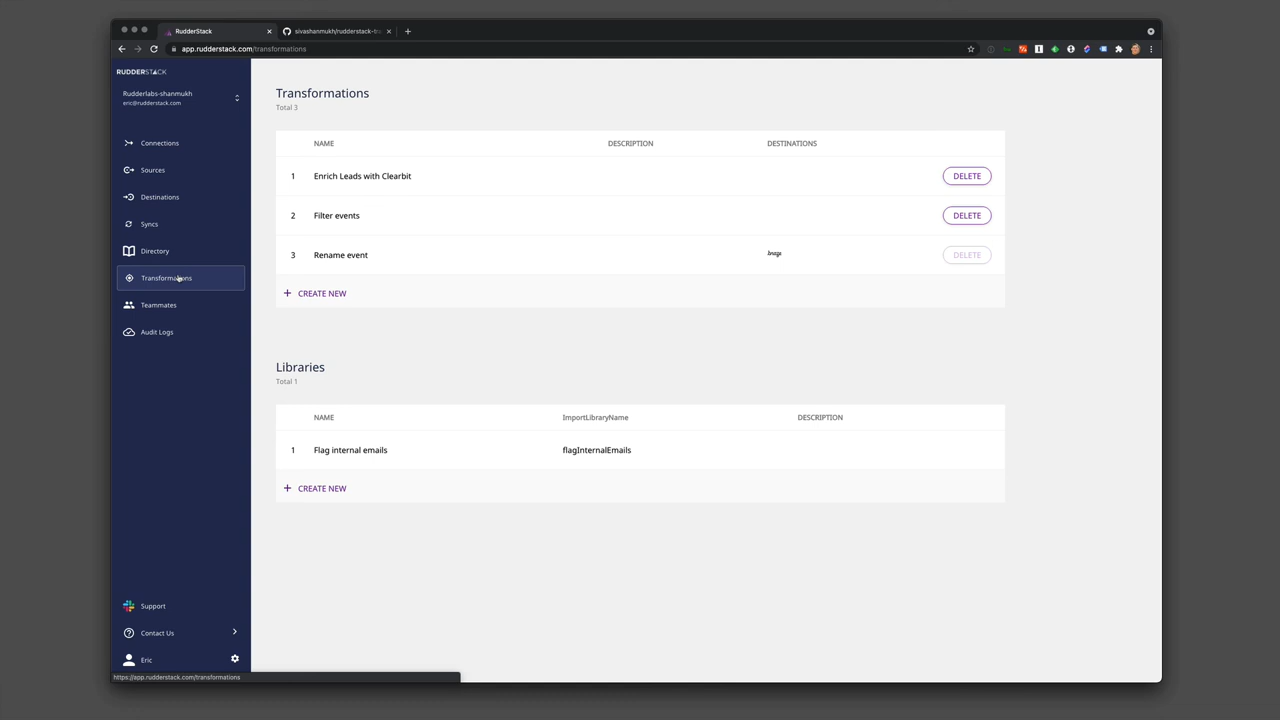 RudderStack
sivashanmukh/rudderstack-tra
app.rudderstack.com/transformations
RUDDERSTACK
Rudderlabs-shanmukh
eric@rudderstack.com
Connections
Sources
Destinations
Syncs
Directory
Transformations
Teammates
Audit Logs
Support
Contact Us
Eric
https://app.rudderstack.com/transformations
Transformations
Total 3
NAME DESCRIPTION DESTINATIONS
1 Enrich Leads with Clearbit DELETE
2 Filter events DELETE
3 Rename event braze DELETE
+ CREATE NEW
Libraries
Total 1
NAME ImportLibraryName DESCRIPTION
1 Flag internal emails flagInternalEmails
+ CREATE NEW